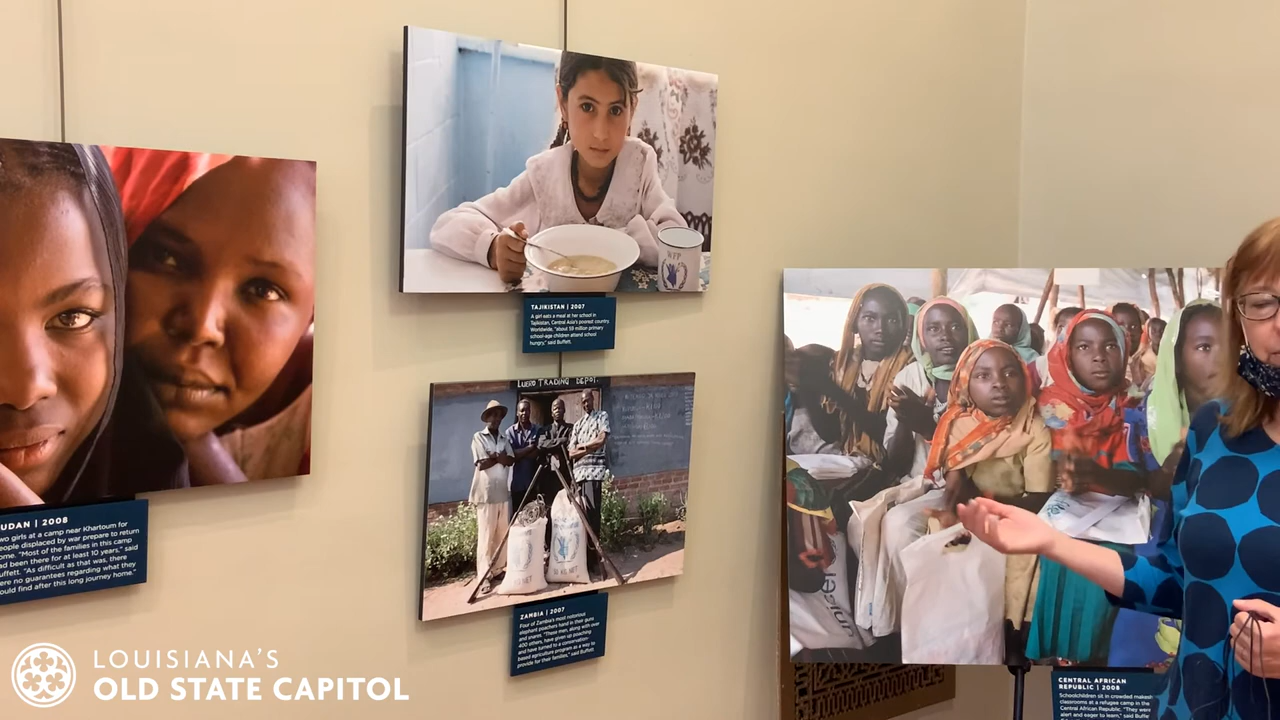 TAJIKISTAN | 2007
A girl eats a meal at her school in
Tajikistan, Central Asia's poorest country.
Worldwide, "about 59 million primary
school-age children attend school
hungry," said Buffett.
WFP
LUERO TRADING DEPOT.
ZAMBIA | 2007
Four of Zambia's most notorious
elephant poachers hand in their guns
and snares. "These men, along with over
400 others, have given up poaching
and have turned to a conservation-
based agriculture program as a way to
provide for their families," said Buffett
UDAN | 2008
wo girls at a camp near Khartoum for
eople displaced by war prepare to return
ome. "Most of the families in this camp
ad been there for at least 10 years," said
uffett. "As difficult as that was, there
ere no guarantees regarding what they
ould find after this long journey home."
unicef
CENTRAL AFRICAN
REPUBLIC | 2008
Schoolchildren sit in crowded makesh
classrooms at a refugee camp in the
Central African Republic. "They were
alert and eager to learn," said Buffe
LOUISIANA'S
OLD STATE CAPITOL